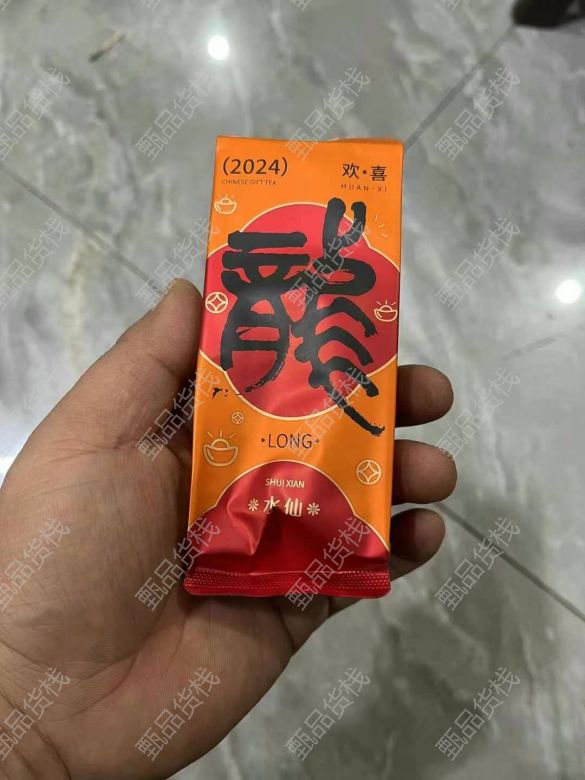 (2024)
CHINESE GIFT TEA
欢·喜
HUAN·XI
龍
·LONG·
SHUI XIAN
水仙
甄品货栈